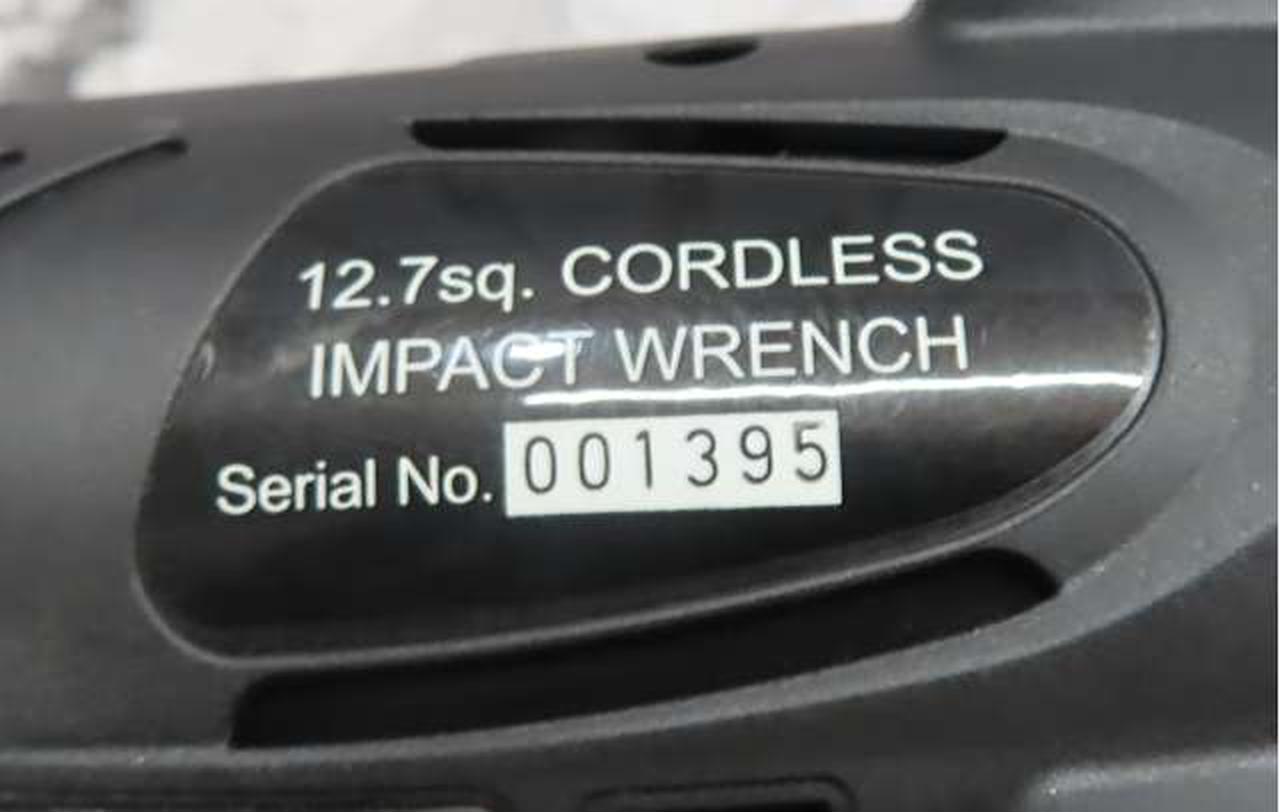 12.7sq. CORDLESS
IMPACT WRENCH
Serial No. 001395